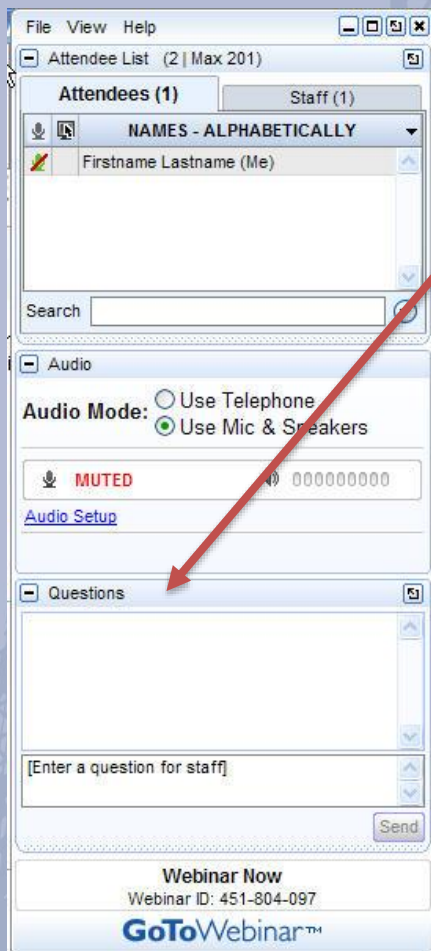 File View Help
Attendee List (2 | Max 201)
Attendees (1) Staff (1)
NAMES - ALPHABETICALLY
Firstname Lastname (Me)
Search
Audio
Audio Mode: Use Telephone
Use Mic & Speakers
MUTED 000000000
Audio Setup
Questions
[Enter a question for staff]
Send
Webinar Now
Webinar ID: 451-804-097
GoToWebinar™